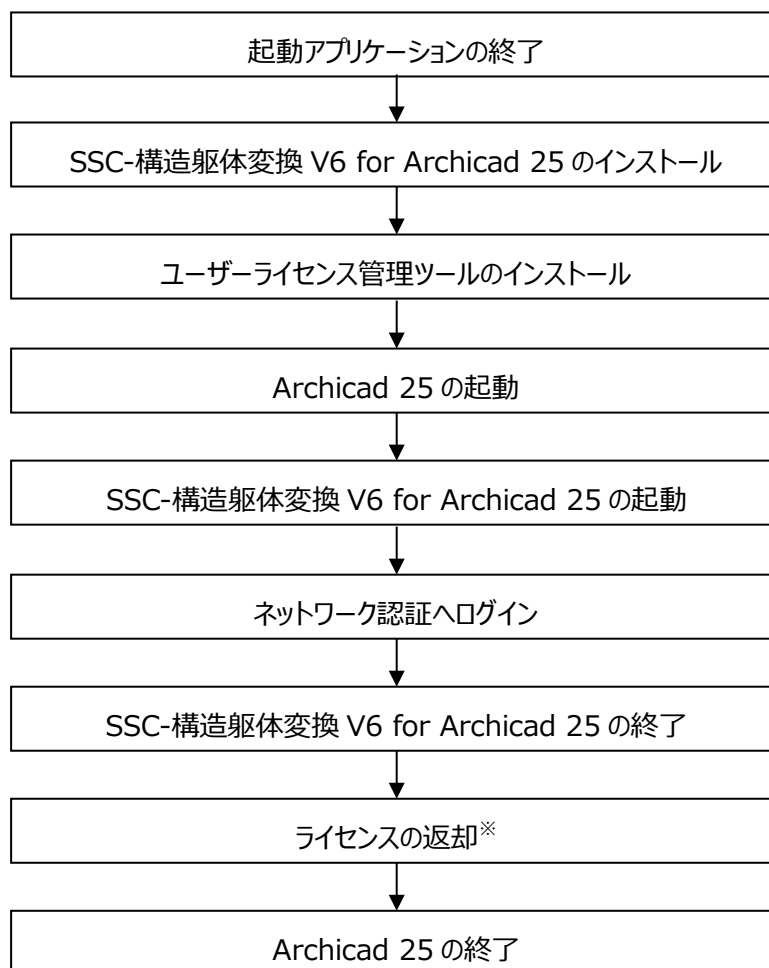 起動アプリケーションの終了
SSC-構造躯体変換 V6 for Archicad 25 のインストール
ユーザーライセンス管理ツールのインストール
Archicad 25 の起動
SSC-構造躯体変換 V6 for Archicad 25 の起動
ネットワーク認証へログイン
SSC-構造躯体変換 V6 for Archicad 25 の終了
ライセンスの返却※
Archicad 25 の終了